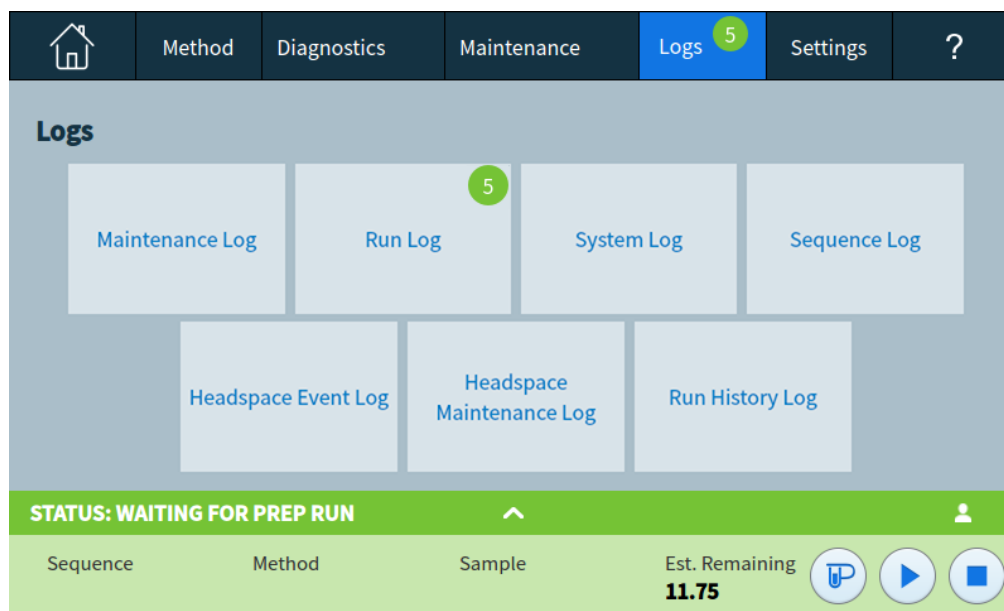 Method Diagnostics Maintenance Logs 5 Settings ?
Logs
5
Maintenance Log Run Log System Log Sequence Log
Headspace Event Log Headspace Maintenance Log Run History Log
STATUS: WAITING FOR PREP RUN
Sequence Method Sample Est. Remaining
11.75